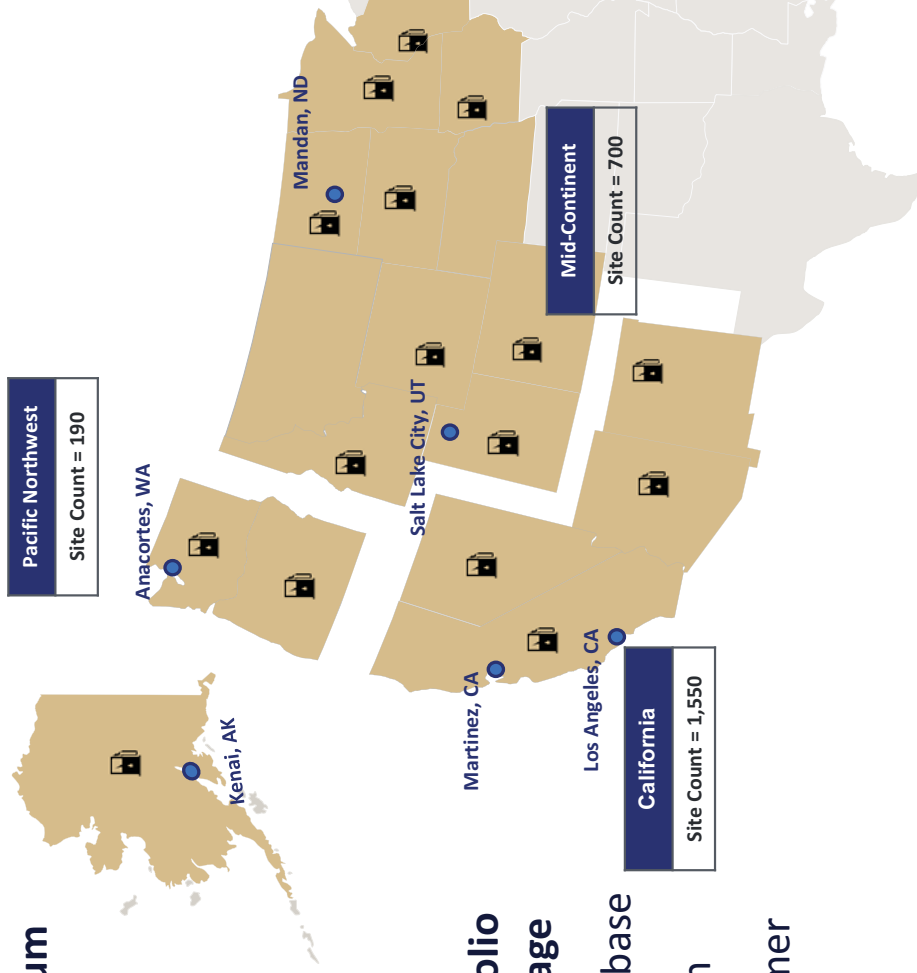 um
olio
age
base
n
mer
Kenai, AK
Pacific Northwest
Site Count = 190
Anacortes, WA
Mandan, ND
Salt Lake City, UT
Martinez, CA
Los Angeles, CA
California
Site Count = 1,550
Mid-Continent
Site Count = 700